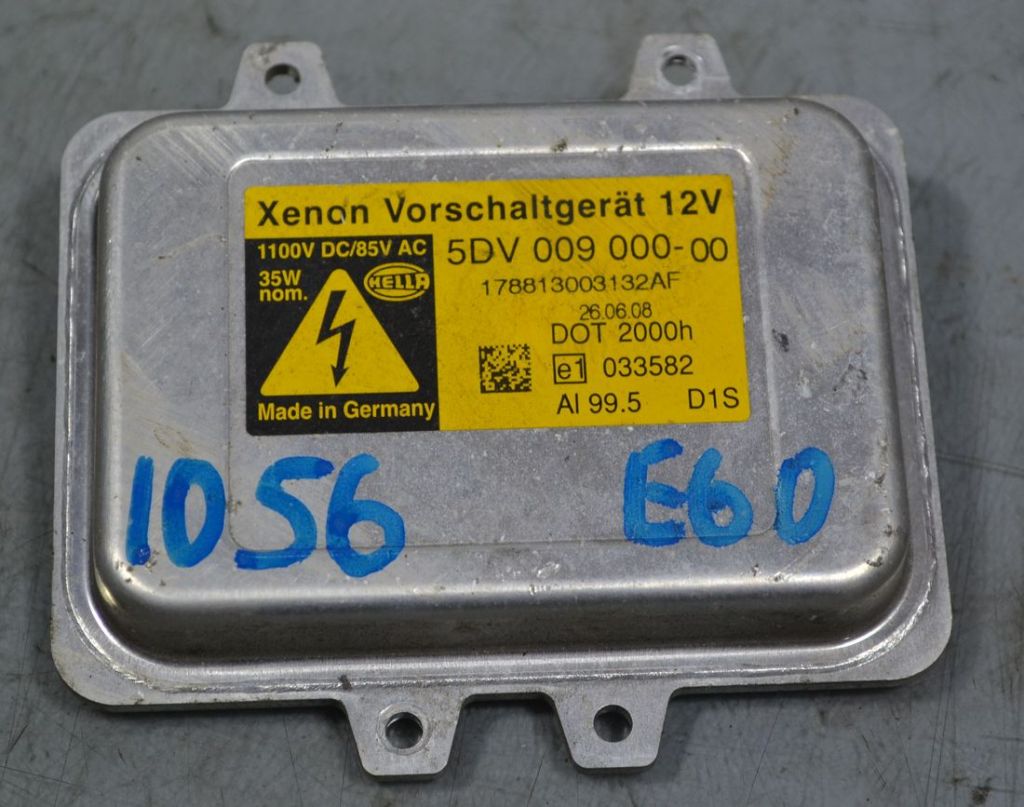 Xenon Vorschaltgerät 12V
1100V DC/85V AC
35W
nom.
HELLA
Made in Germany
5DV 009 000-00
178813003132AF
26.06.08
DOT 2000h
e1 033582
Al 99.5 D1S
1056 E60